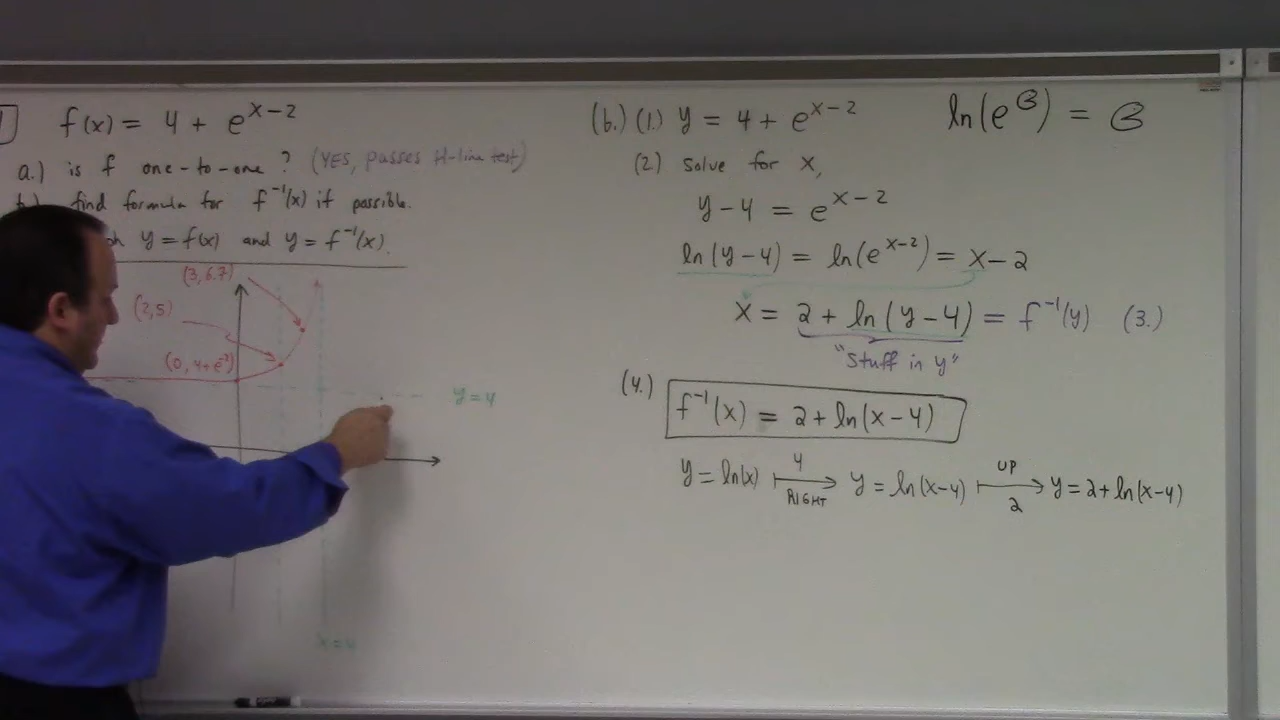 f(x) = 4 + e^{x-2}
a.) is f one-to-one? (YES, passes H-line test)
find formula for f^{-1}(x) if possible.
y = f(x) and y = f^{-1}(x).
(3, 6.7)
(2, 5)
(0, 4+e^{-2})
y = 4
x = 4
(b.) (1.) y = 4 + e^{x-2}
ln(e^{☺}) = ☺
(2) solve for x,
y - 4 = e^{x-2}
ln(y-4) = ln(e^{x-2}) = x-2
x = 2 + ln(y-4) = f^{-1}(y) (3.)
"stuff in y"
(4.) f^{-1}(x) = 2 + ln(x-4)
y = ln(x) ↦ 4 RIGHT y = ln(x-4) ↦ UP 2 y = 2 + ln(x-4)